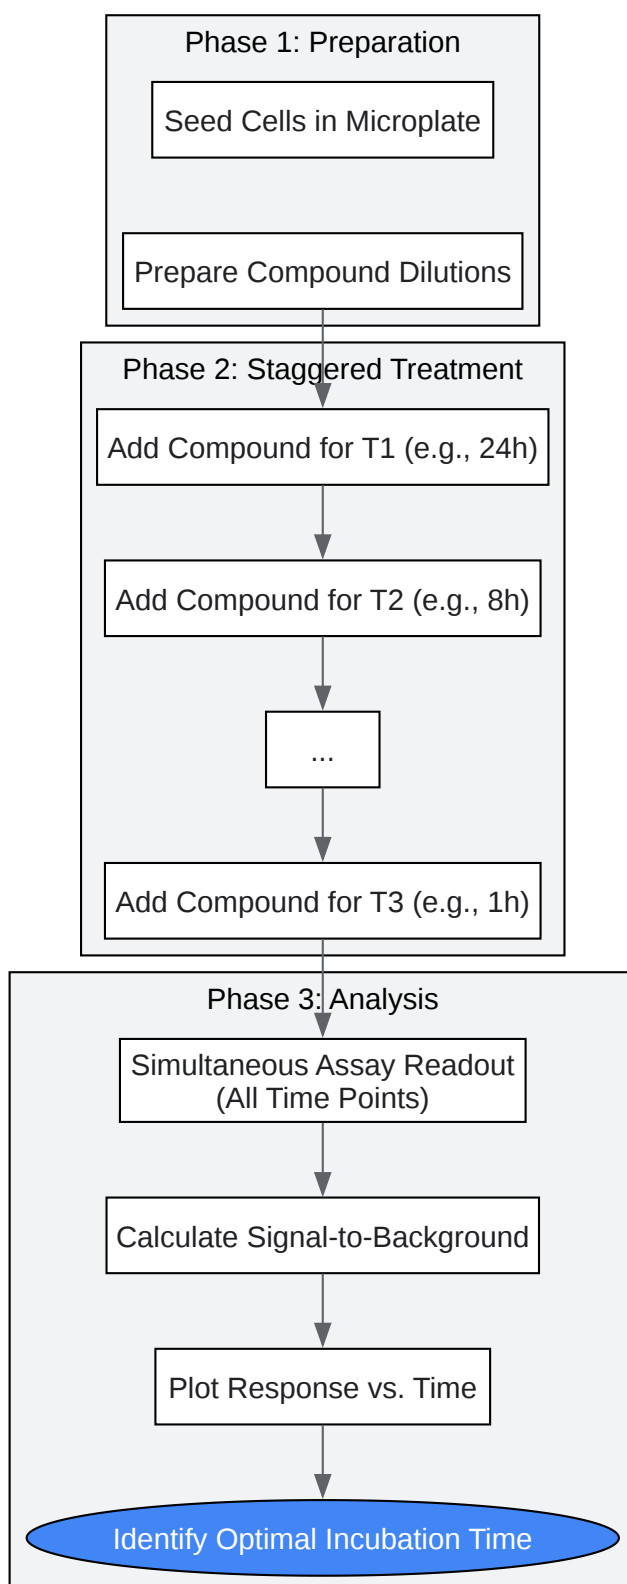 Phase 1: Preparation
Seed Cells in Microplate
Prepare Compound Dilutions
Phase 2: Staggered Treatment
Add Compound for T1 (e.g., 24h)
Add Compound for T2 (e.g., 8h)
...
Add Compound for T3 (e.g., 1h)
Phase 3: Analysis
Simultaneous Assay Readout
(All Time Points)
Calculate Signal-to-Background
Plot Response vs. Time
Identify Optimal Incubation Time